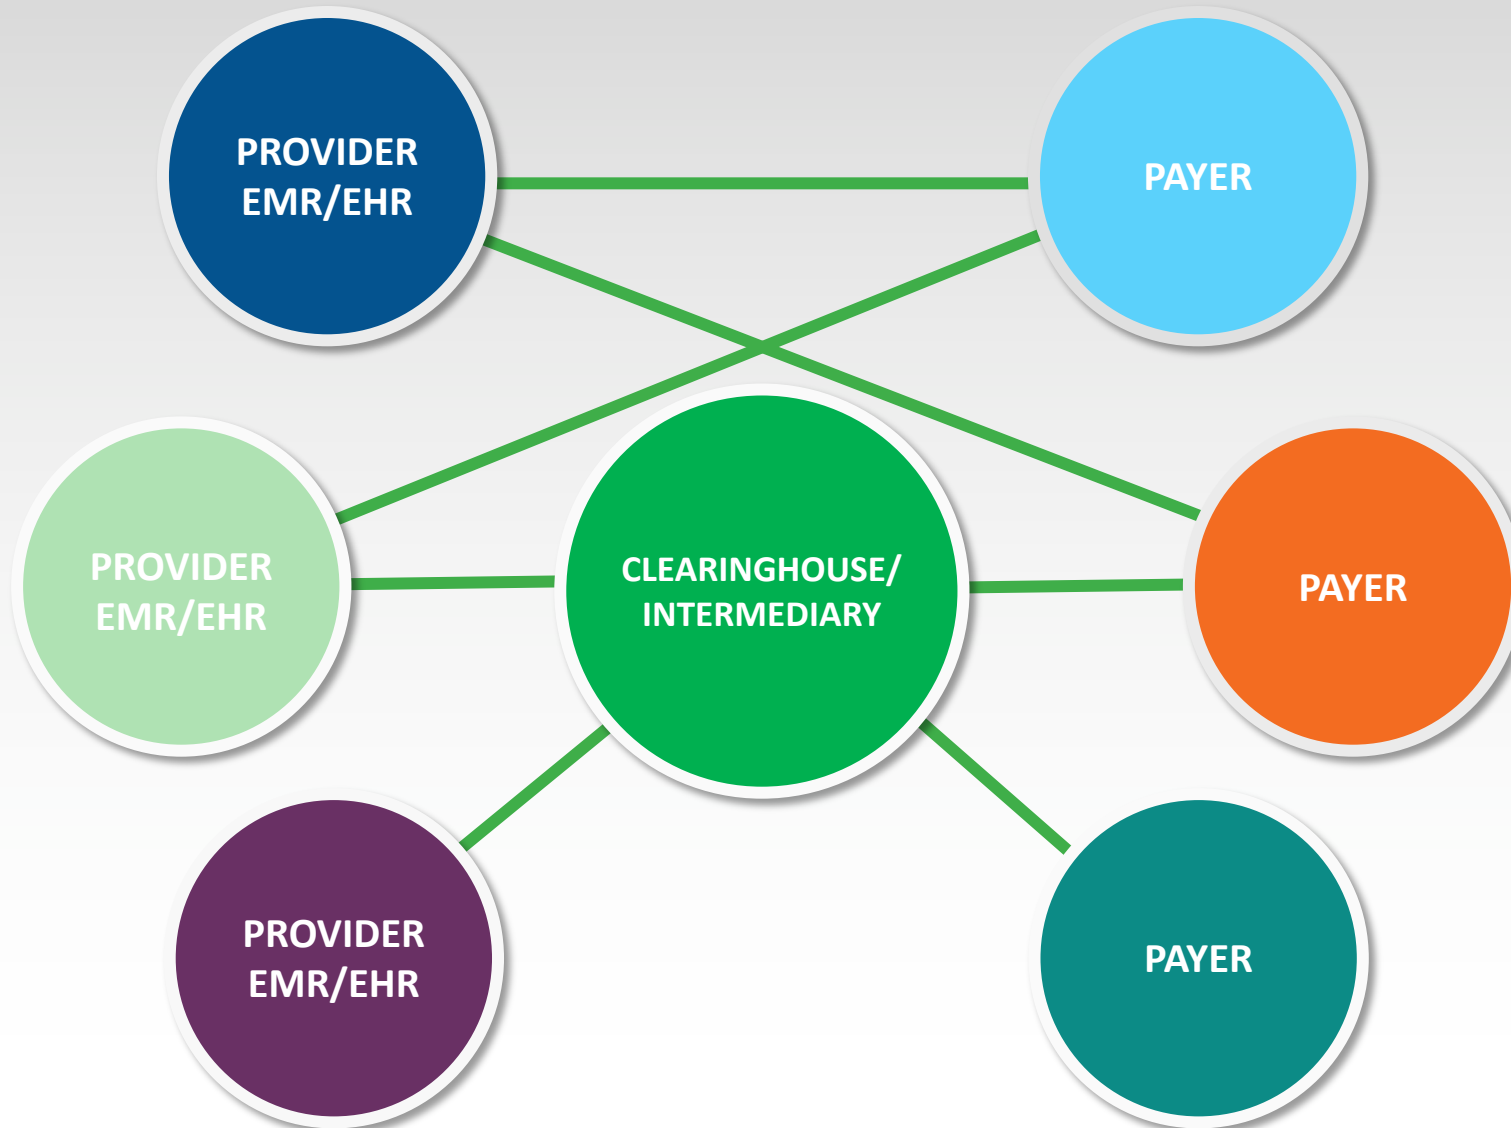 PROVIDER
EMR/EHR
PAYER
PROVIDER
EMR/EHR
CLEARINGHOUSE/
INTERMEDIARY
PAYER
PROVIDER
EMR/EHR
PAYER